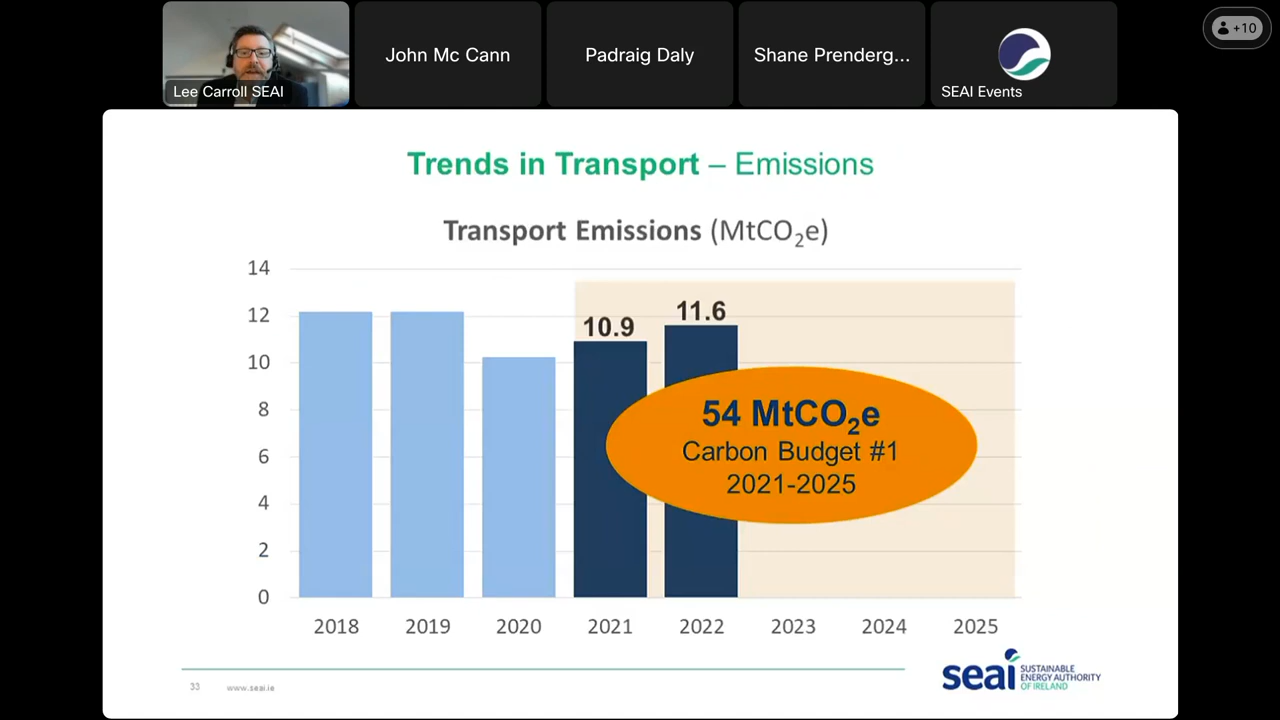 +10
Lee Carroll SEAI
John Mc Cann
Padraig Daly
Shane Prenderg...
SEAI Events
Trends in Transport – Emissions
Transport Emissions (MtCO₂e)
14
12
10
8
6
4
2
0
10.9
11.6
54 MtCO₂e
Carbon Budget #1
2021-2025
2018 2019 2020 2021 2022 2023 2024 2025
33 www.seai.ie
seai SUSTAINABLE
ENERGY AUTHORITY
OF IRELAND